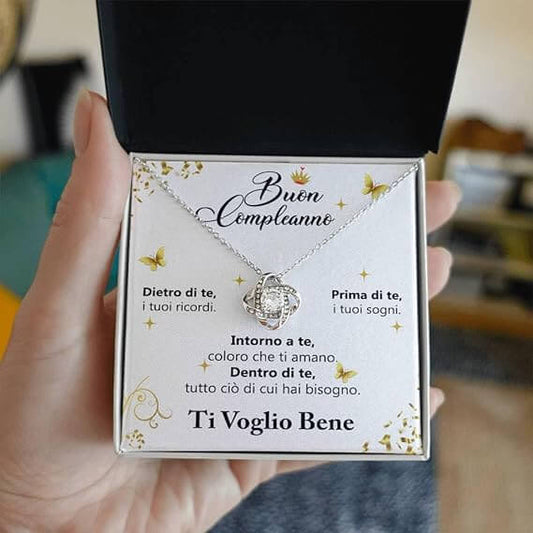 Buon
Compleanno
Dietro di te,
i tuoi ricordi.
Prima di te,
i tuoi sogni.
Intorno a te,
coloro che ti amano.
Dentro di te,
tutto ciò di cui hai bisogno.
Ti Voglio Bene